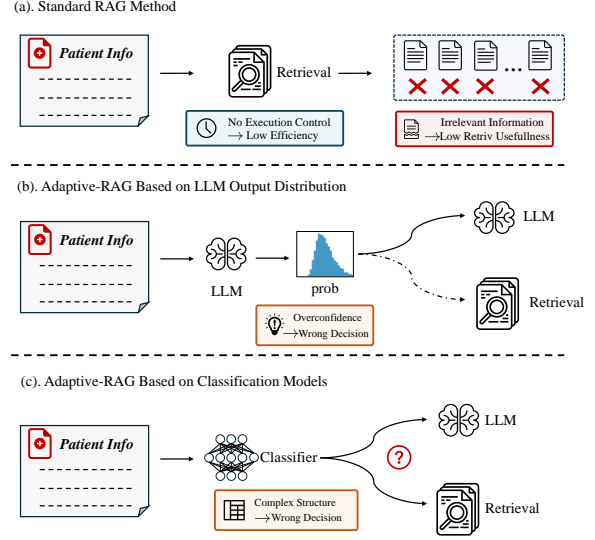 (a). Standard RAG Method
Patient Info
Retrieval
...
No Execution Control
→ Low Efficiency
Irrelevant Information
→Low Retriv Usefullness
(b). Adaptive-RAG Based on LLM Output Distribution
Patient Info
LLM
prob
LLM
Retrieval
Overconfidence
→Wrong Decision
(c). Adaptive-RAG Based on Classification Models
Patient Info
Classifier
?
LLM
Retrieval
Complex Structure
→Wrong Decision